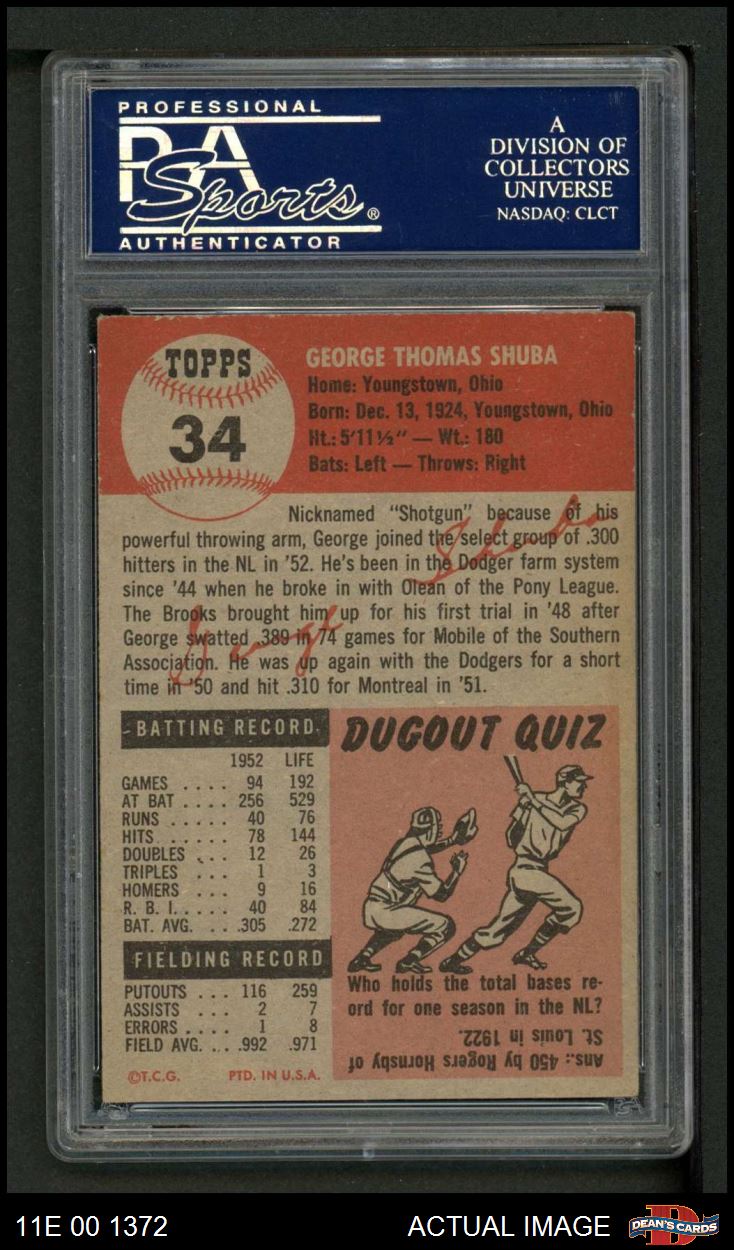 PROFESSIONAL
PSA
Sports®
AUTHENTICATOR
A
DIVISION OF
COLLECTORS
UNIVERSE
NASDAQ: CLCT
TOPPS
34
GEORGE THOMAS SHUBA
Home: Youngstown, Ohio
Born: Dec. 13, 1924, Youngstown, Ohio
Ht.: 5'11½" — Wt.: 180
Bats: Left — Throws: Right
Nicknamed "Shotgun" because of his
powerful throwing arm, George joined the select group of .300
hitters in the NL in '52. He's been in the Dodger farm system
since '44 when he broke in with Olean of the Pony League.
The Brooks brought him up for his first trial in '48 after
George swatted .389 in 74 games for Mobile of the Southern
Association. He was up again with the Dodgers for a short
time in '50 and hit .310 for Montreal in '51.
George Shuba
BATTING RECORD
1952 LIFE
GAMES .... 94 192
AT BAT .... 256 529
RUNS ..... 40 76
HITS ..... 78 144
DOUBLES . .. 12 26
TRIPLES ... 1 3
HOMERS ... 9 16
R. B. I. .... 40 84
BAT. AVG. ... .305 .272
FIELDING RECORD
PUTOUTS ... 116 259
ASSISTS ... 2 7
ERRORS .... 1 8
FIELD AVG. ... .992 .971
©T.C.G. PTD. IN U.S.A.
DUGOUT QUIZ
Who holds the total bases re-
ord for one season in the NL?
Ans.: 450 by Rogers Hornsby of
St. Louis in 1922.
11E 00 1372
ACTUAL IMAGE
D
DEAN'S CARDS